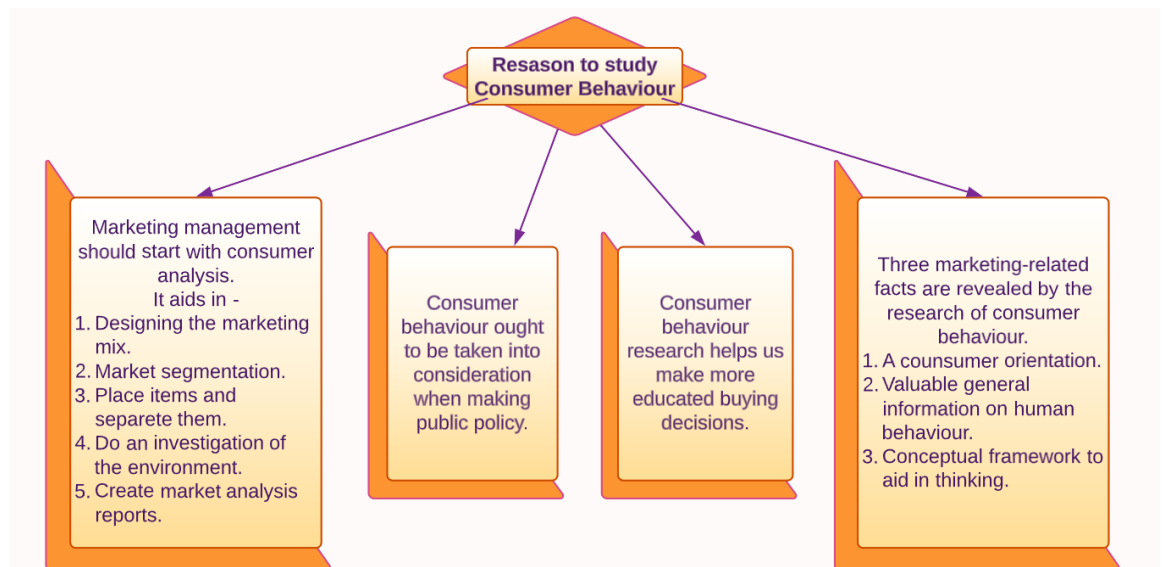 Resason to study
Consumer Behaviour
Marketing management
should start with consumer
analysis.
It aids in -
1. Designing the marketing
mix.
2. Market segmentation.
3. Place items and
separete them.
4. Do an investigation of
the environment.
5. Create market analysis
reports.
Consumer
behaviour ought
to be taken into
consideration
when making
public policy.
Consumer
behaviour
research helps us
make more
educated buying
decisions.
Three marketing-related
facts are revealed by the
research of consumer
behaviour.
1. A counsumer orientation.
2. Valuable general
information on human
behaviour.
3. Conceptual framework to
aid in thinking.